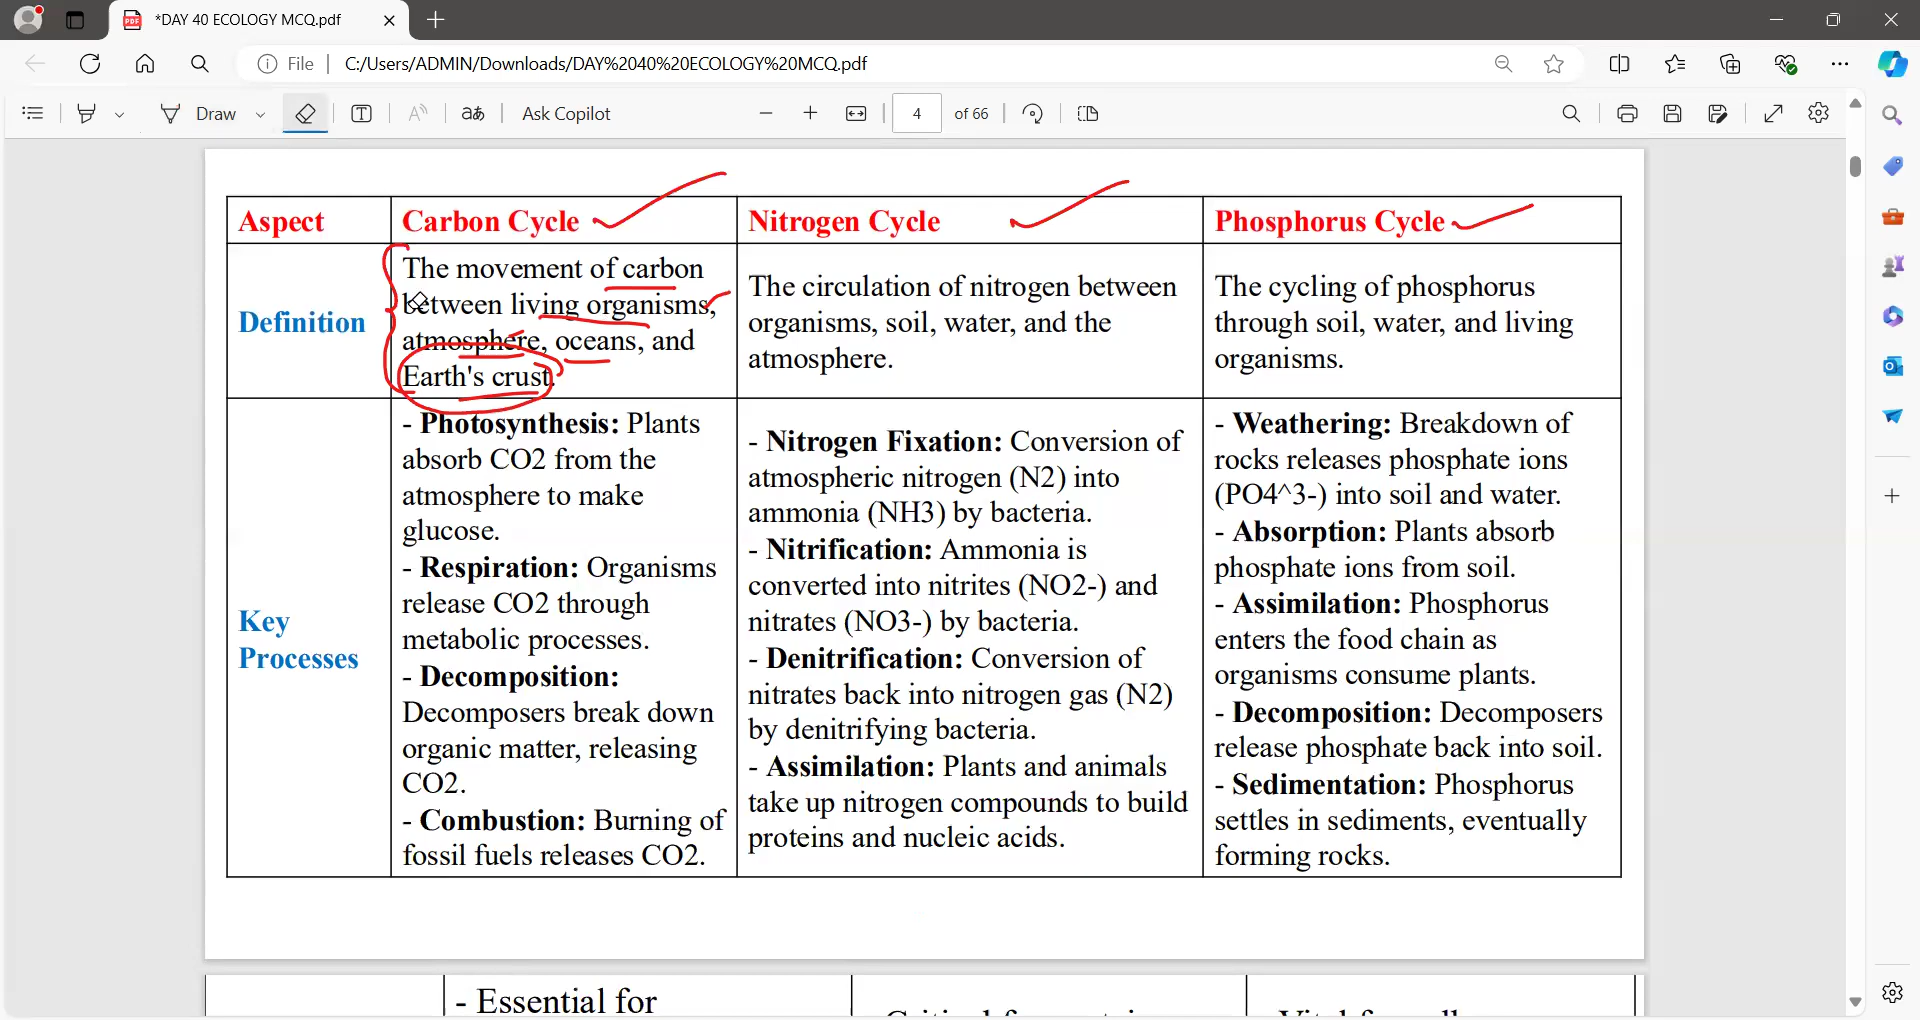 *DAY 40 ECOLOGY MCQ.pdf
File
C:/Users/ADMIN/Downloads/DAY%2040%20ECOLOGY%20MCQ.pdf
Draw
Ask Copilot
4 of 66
Aspect
Carbon Cycle
Nitrogen Cycle
Phosphorus Cycle
Definition
The movement of carbon
between living organisms,
atmosphere, oceans, and
Earth's crust.
The circulation of nitrogen between
organisms, soil, water, and the
atmosphere.
The cycling of phosphorus
through soil, water, and living
organisms.
Key
Processes
- Photosynthesis: Plants
absorb CO2 from the
atmosphere to make
glucose.
- Respiration: Organisms
release CO2 through
metabolic processes.
- Decomposition:
Decomposers break down
organic matter, releasing
CO2.
- Combustion: Burning of
fossil fuels releases CO2.
- Nitrogen Fixation: Conversion of
atmospheric nitrogen (N2) into
ammonia (NH3) by bacteria.
- Nitrification: Ammonia is
converted into nitrites (NO2-) and
nitrates (NO3-) by bacteria.
- Denitrification: Conversion of
nitrates back into nitrogen gas (N2)
by denitrifying bacteria.
- Assimilation: Plants and animals
take up nitrogen compounds to build
proteins and nucleic acids.
- Weathering: Breakdown of
rocks releases phosphate ions
(PO4^3-) into soil and water.
- Absorption: Plants absorb
phosphate ions from soil.
- Assimilation: Phosphorus
enters the food chain as
organisms consume plants.
- Decomposition: Decomposers
release phosphate back into soil.
- Sedimentation: Phosphorus
settles in sediments, eventually
forming rocks.
- Essential for